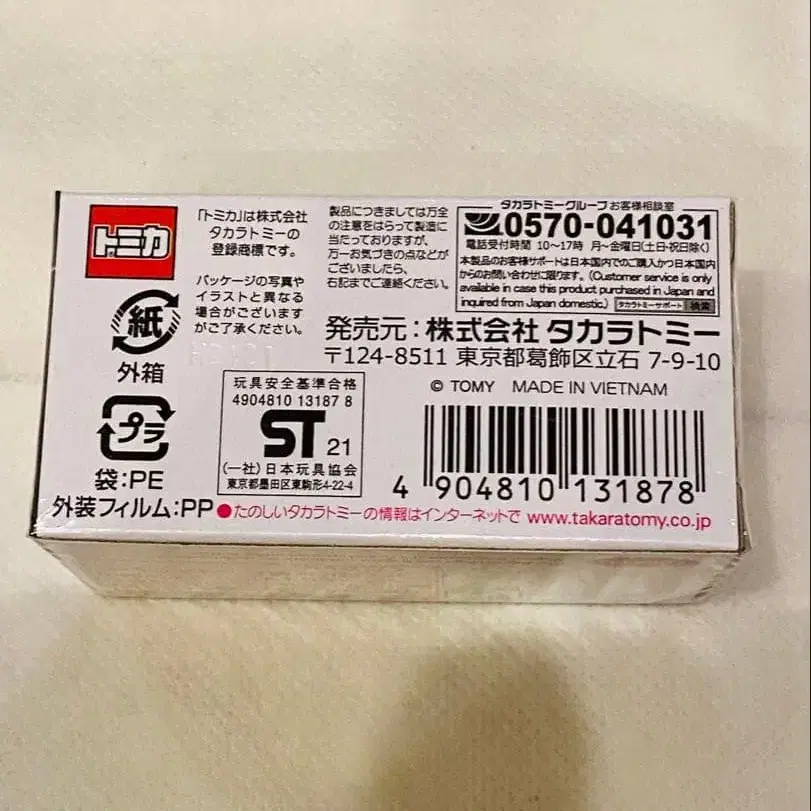 トミカ
「トミカ」は株式会社
タカラトミーの
登録商標です。
パッケージの写真や
イラストと異なる
場合がございます
がご了承ください。
製品につきましては万全
の注意をはらって製造に
当たっておりますが、
万一お気づきの点などが
ございましたら、
右記までご連絡ください。
タカラトミーグループ お客様相談室
0570-041031
電話受付時間 10〜17時 月〜金曜日(土・日・祝日除く)
本製品のお客様サポートは日本国内でのご購入かつ日本国内
からのお問い合わせに限ります。(Customer service is only
available in case this product purchased in Japan and
inquired from Japan domestic.) タカラトミーサポート 検索
発売元:株式会社 タカラトミー
〒124-8511 東京都葛飾区立石 7-9-10
© TOMY MADE IN VIETNAM
紙
外箱
プラ
袋:PE
外装フィルム:PP
玩具安全基準合格
4904810 13187 8
ST 21
(一社)日本玩具協会
東京都墨田区東駒形4-22-4
4 904810 131878
●たのしいタカラトミーの情報はインターネットで www.takaratomy.co.jp